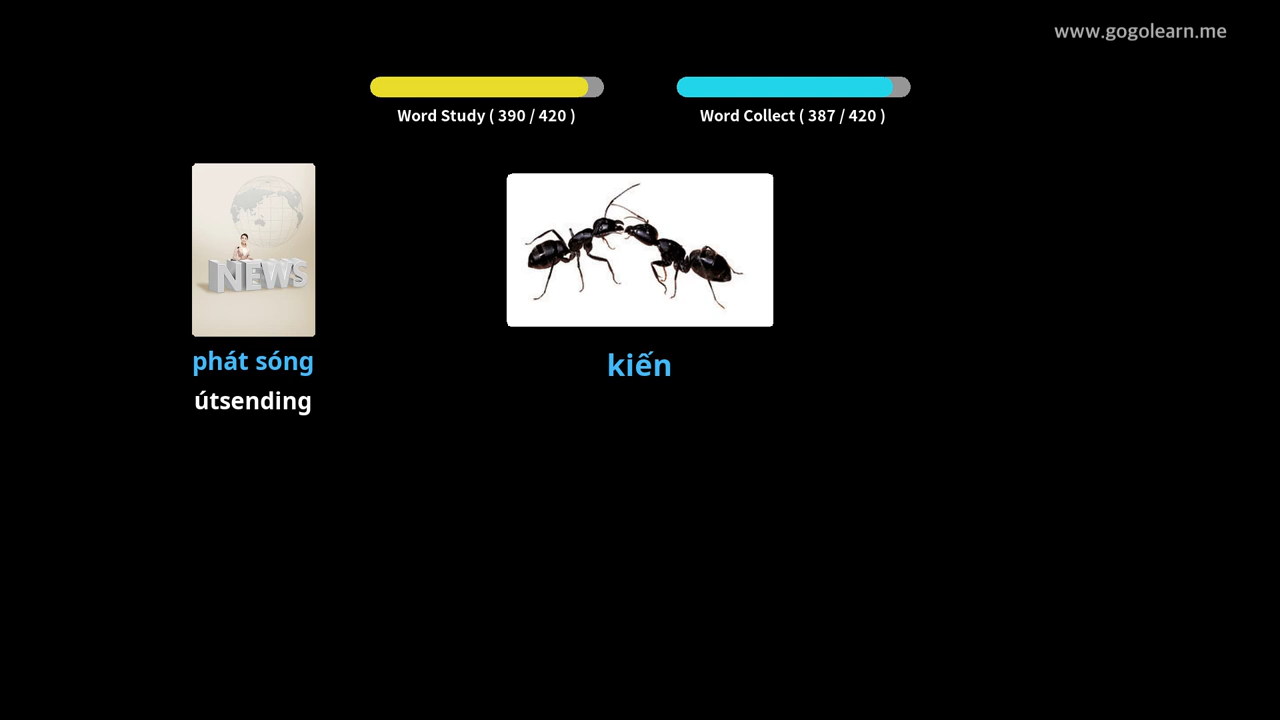 www.gogolearn.me
Word Study ( 390 / 420 )
Word Collect ( 387 / 420 )
NEWS
phát sóng
útsending
kiến